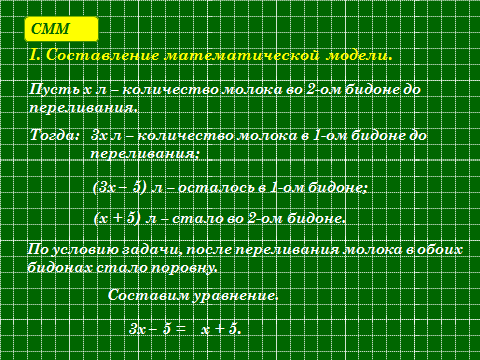 СММ
I. Составление математической модели.
Пусть х л – количество молока во 2-ом бидоне до
переливания.
Тогда: 3х л – количество молока в 1-ом бидоне до
переливания;
(3х – 5) л – осталось в 1-ом бидоне;
(х + 5) л – стало во 2-ом бидоне.
По условию задачи, после переливания молока в обоих
бидонах стало поровну.
Составим уравнение.
3х – 5 = х + 5.